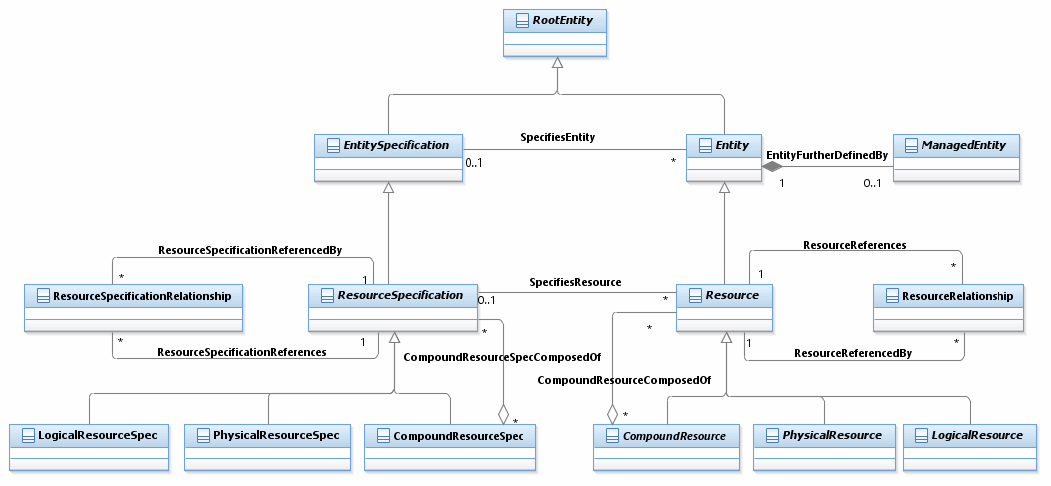 RootEntity
SpecifiesEntity
EntitySpecification
Entity
EntityFurtherDefinedBy
ManagedEntity
0..1
*
1
0..1
ResourceSpecificationReferencedBy
ResourceReferences
*
1
1
*
SpecifiesResource
ResourceSpecificationRelationship
ResourceSpecification
0..1
*
Resource
ResourceRelationship
*
1
*
*
1
*
ResourceSpecificationReferences
CompoundResourceSpecComposedOf
ResourceReferencedBy
CompoundResourceComposedOf
*
*
LogicalResourceSpec
PhysicalResourceSpec
CompoundResourceSpec
CompoundResource
PhysicalResource
LogicalResource